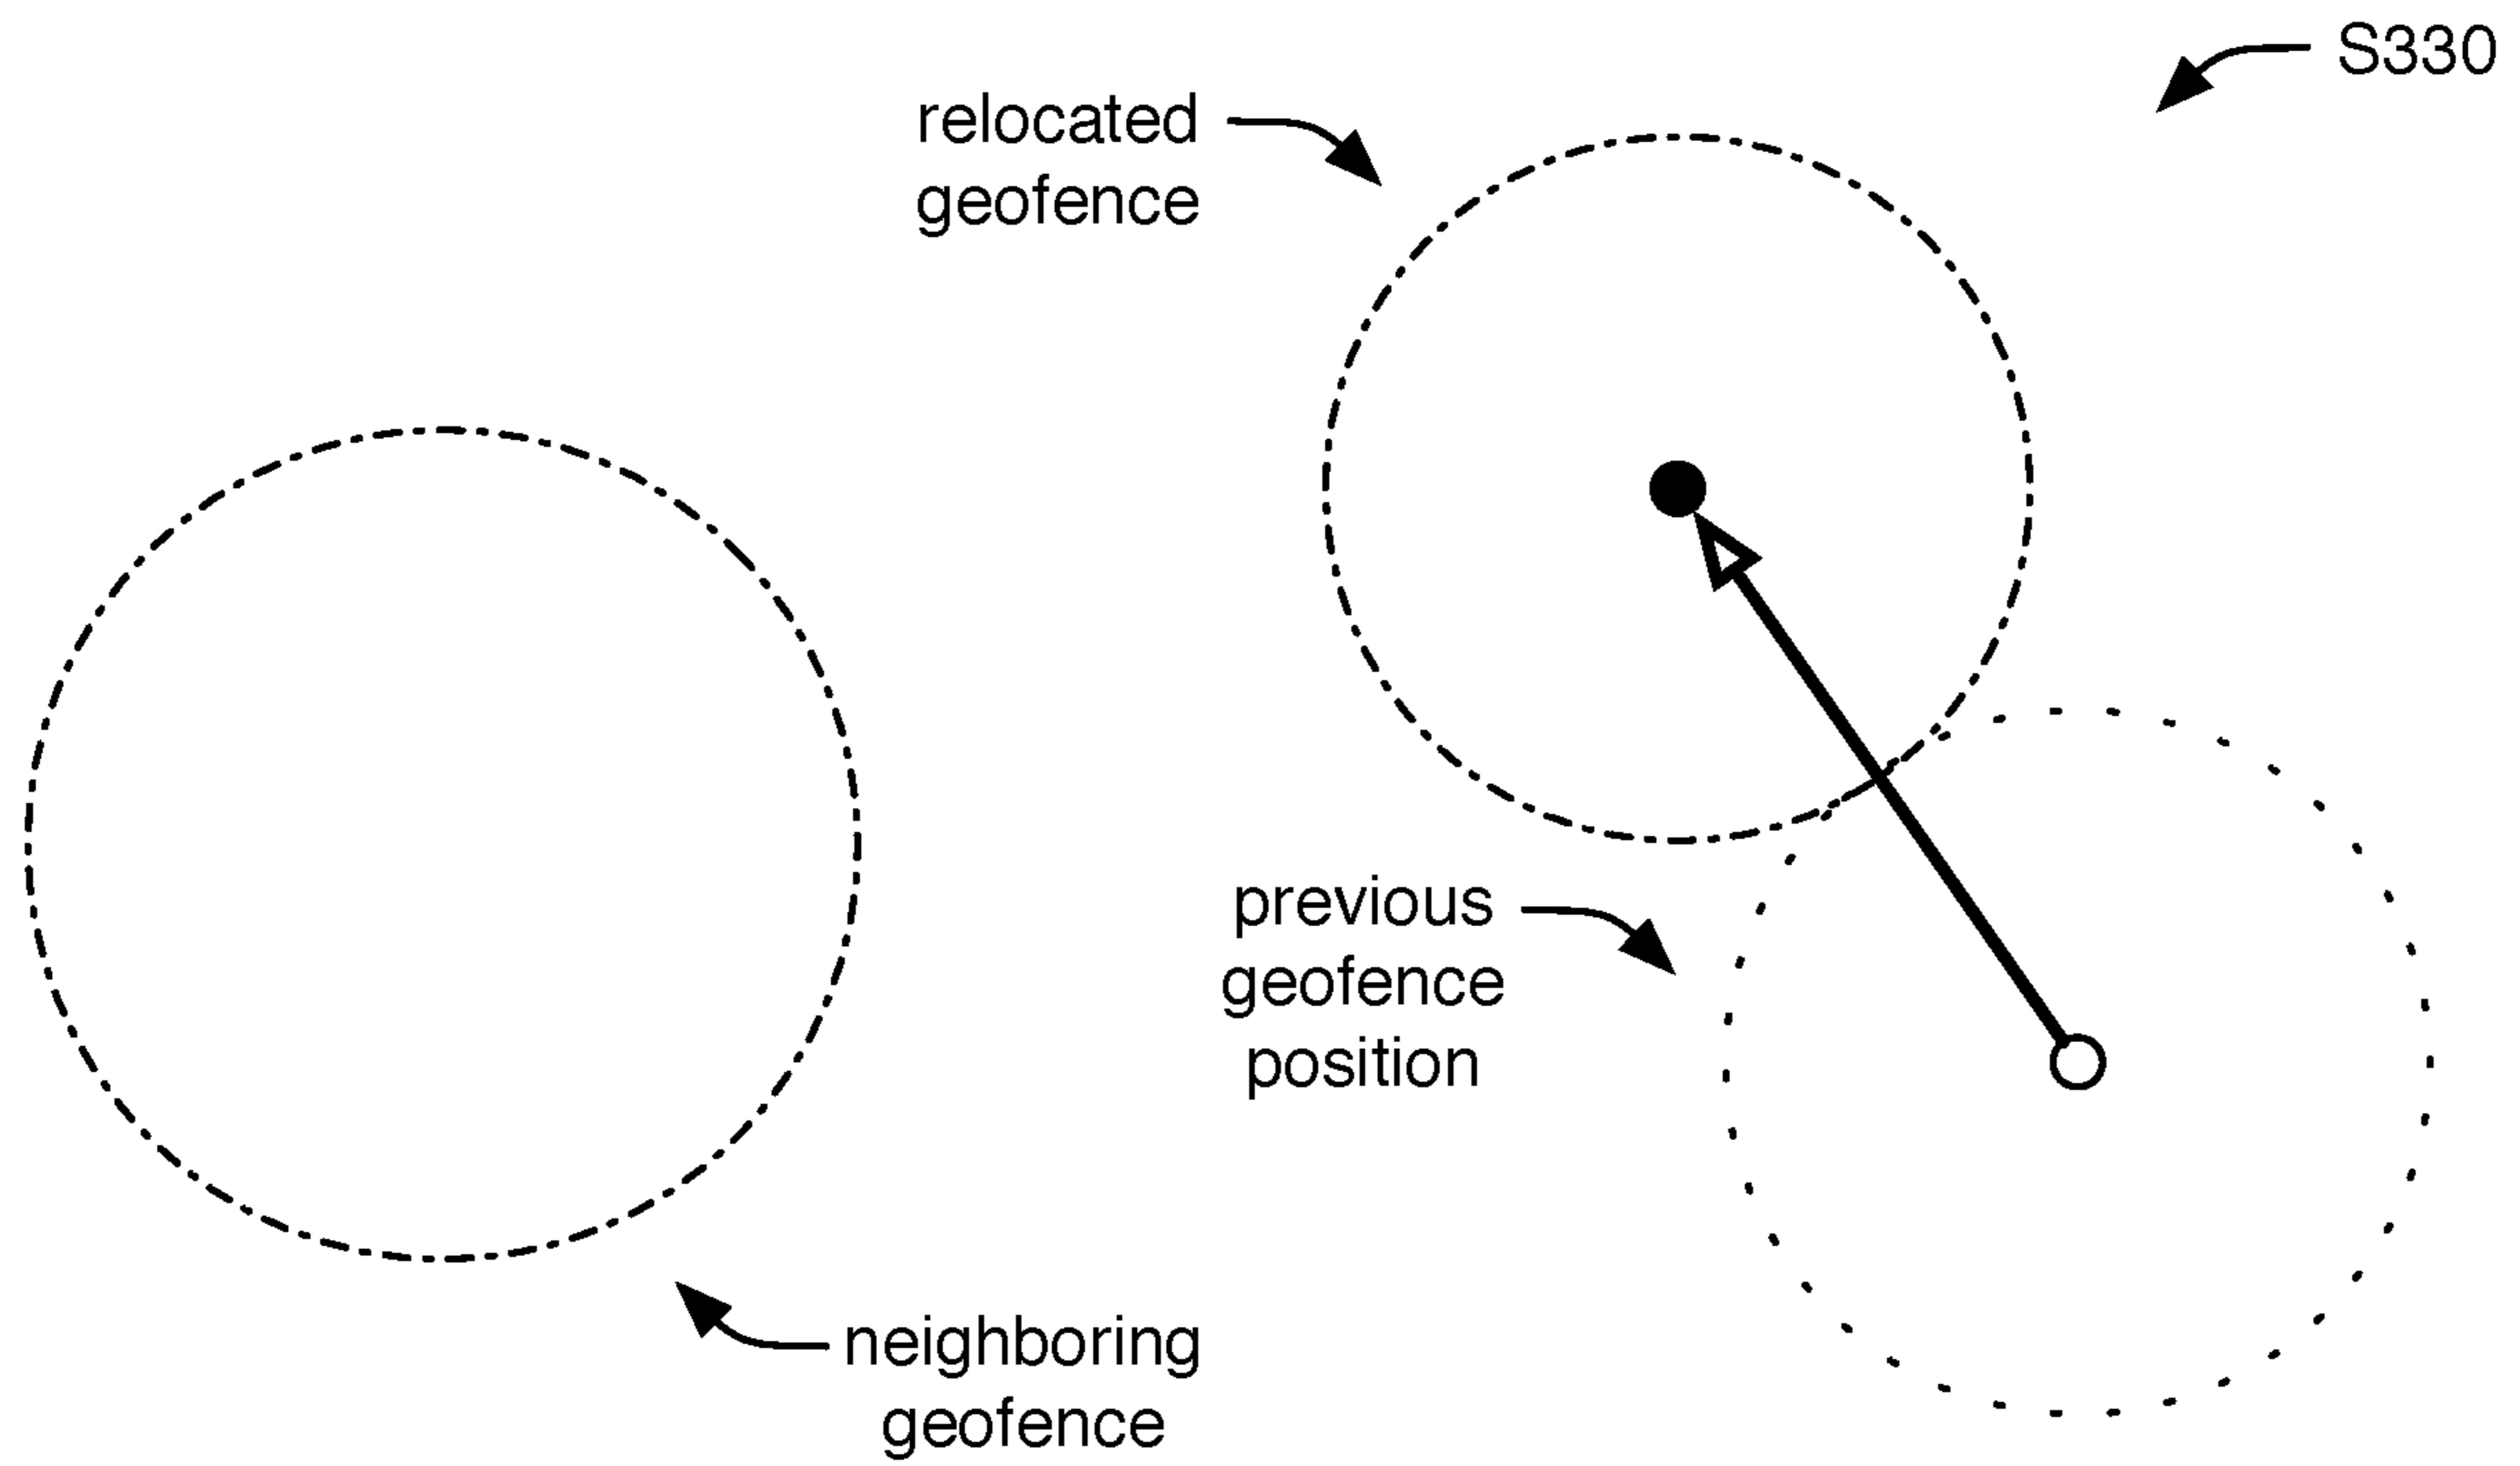 S330
relocated
geofence
previous
geofence
position
neighboring
geofence